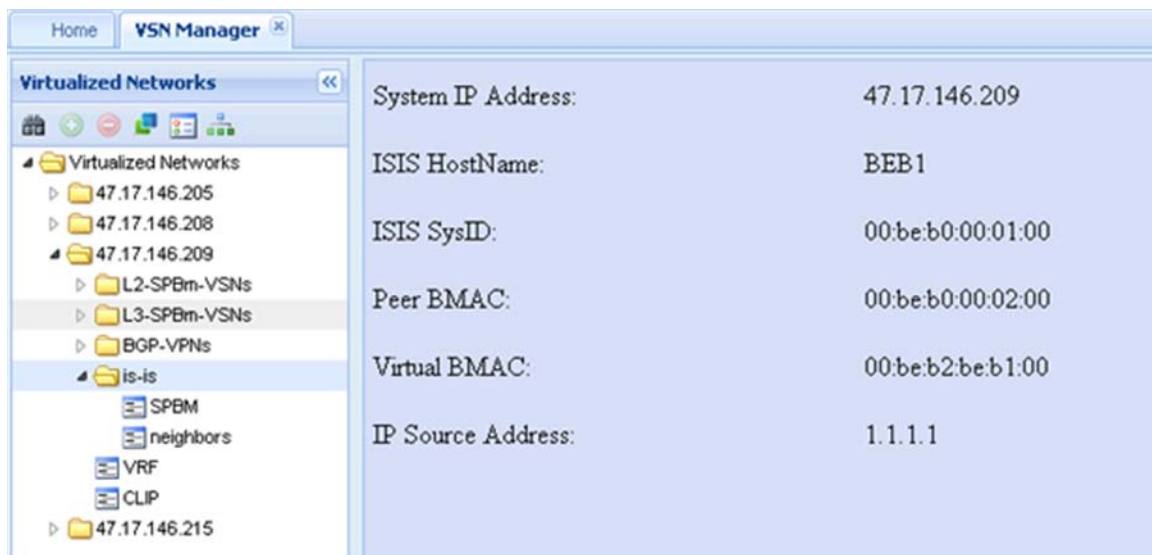 Home
VSN Manager
Virtualized Networks
Virtualized Networks
47.17.146.205
47.17.146.208
47.17.146.209
L2-SPBm-VSNs
L3-SPBm-VSNs
BGP-VPNs
is-is
SPBM
neighbors
VRF
CLIP
47.17.146.215
System IP Address: 47.17.146.209
ISIS HostName: BEB1
ISIS SysID: 00:be:b0:00:01:00
Peer BMAC: 00:be:b0:00:02:00
Virtual BMAC: 00:be:b2:be:b1:00
IP Source Address: 1.1.1.1